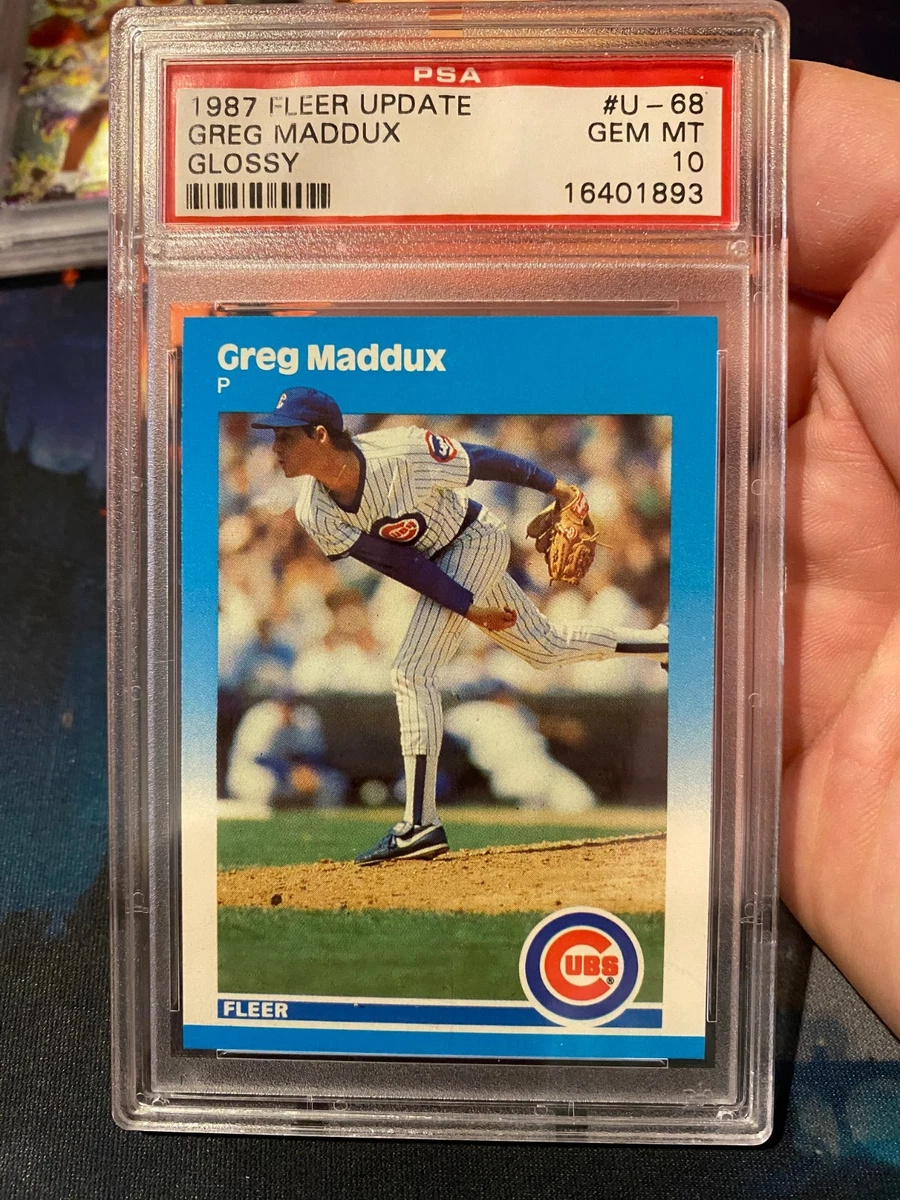 PSA
1987 FLEER UPDATE #U-68
GREG MADDUX GEM MT
GLOSSY 10
16401893
Greg Maddux
P
CUBS
®
FLEER